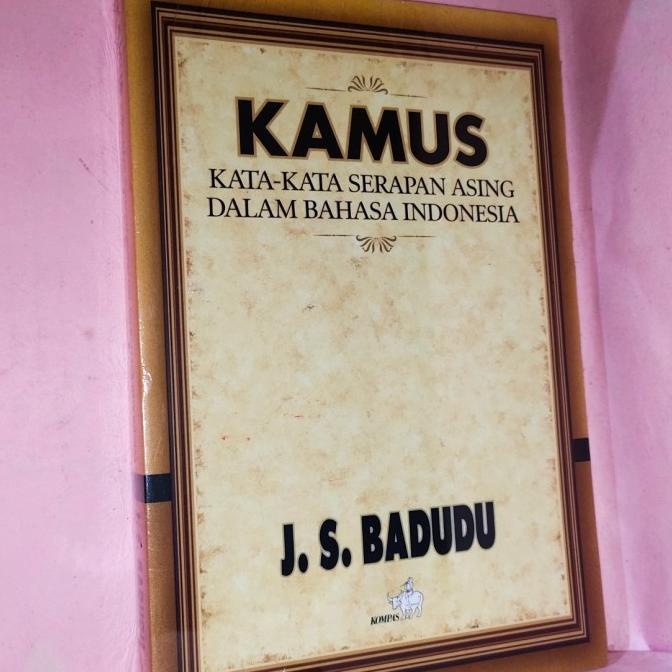 KAMUS
KATA-KATA SERAPAN ASING
DALAM BAHASA INDONESIA
J. S. BADUDU
KOMPAS